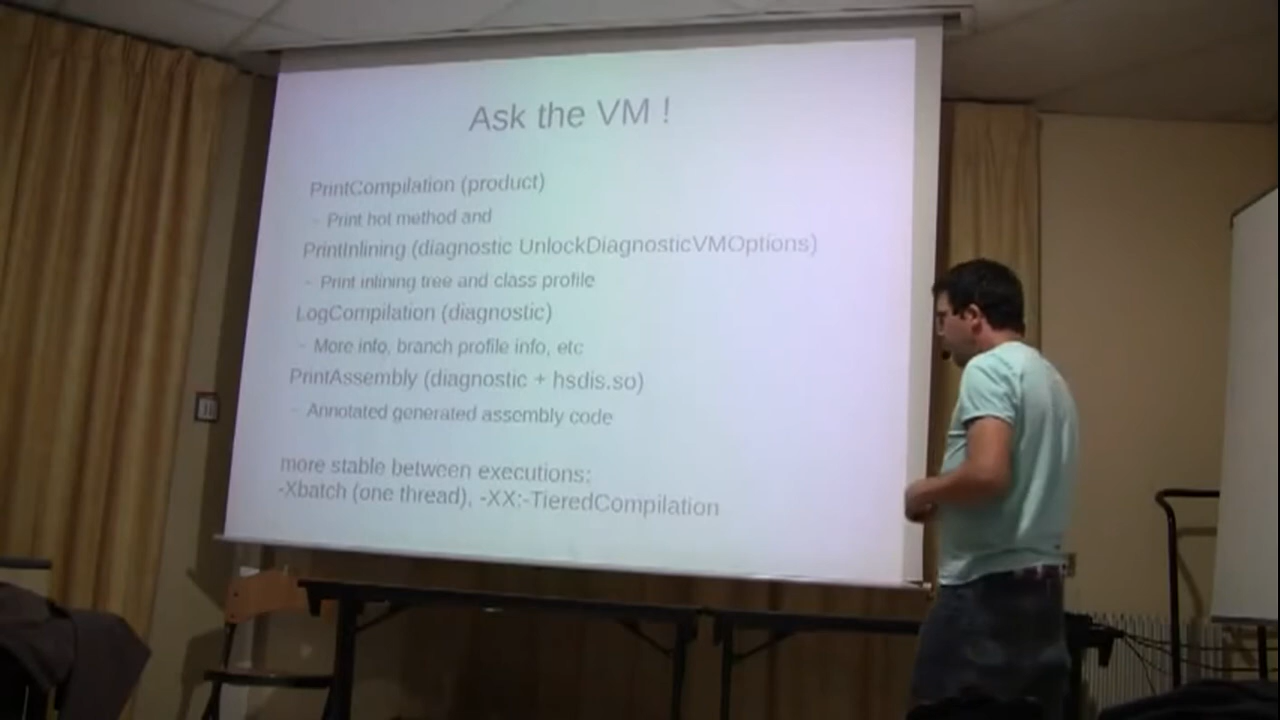 Ask the VM !
PrintCompilation (product)
- Print hot method and
PrintInlining (diagnostic UnlockDiagnosticVMOptions)
- Print inlining tree and class profile
LogCompilation (diagnostic)
- More info, branch profile info, etc
PrintAssembly (diagnostic + hsdis.so)
- Annotated generated assembly code
more stable between executions:
-Xbatch (one thread), -XX:-TieredCompilation